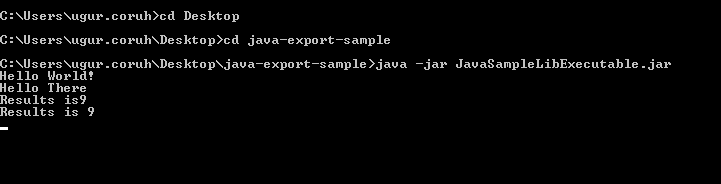 C:\Users\ugur.coruh>cd Desktop
C:\Users\ugur.coruh\Desktop>cd java-export-sample
C:\Users\ugur.coruh\Desktop\java-export-sample>java -jar JavaSampleLibExecutable.jar
Hello World!
Hello There
Results is9
Results is 9